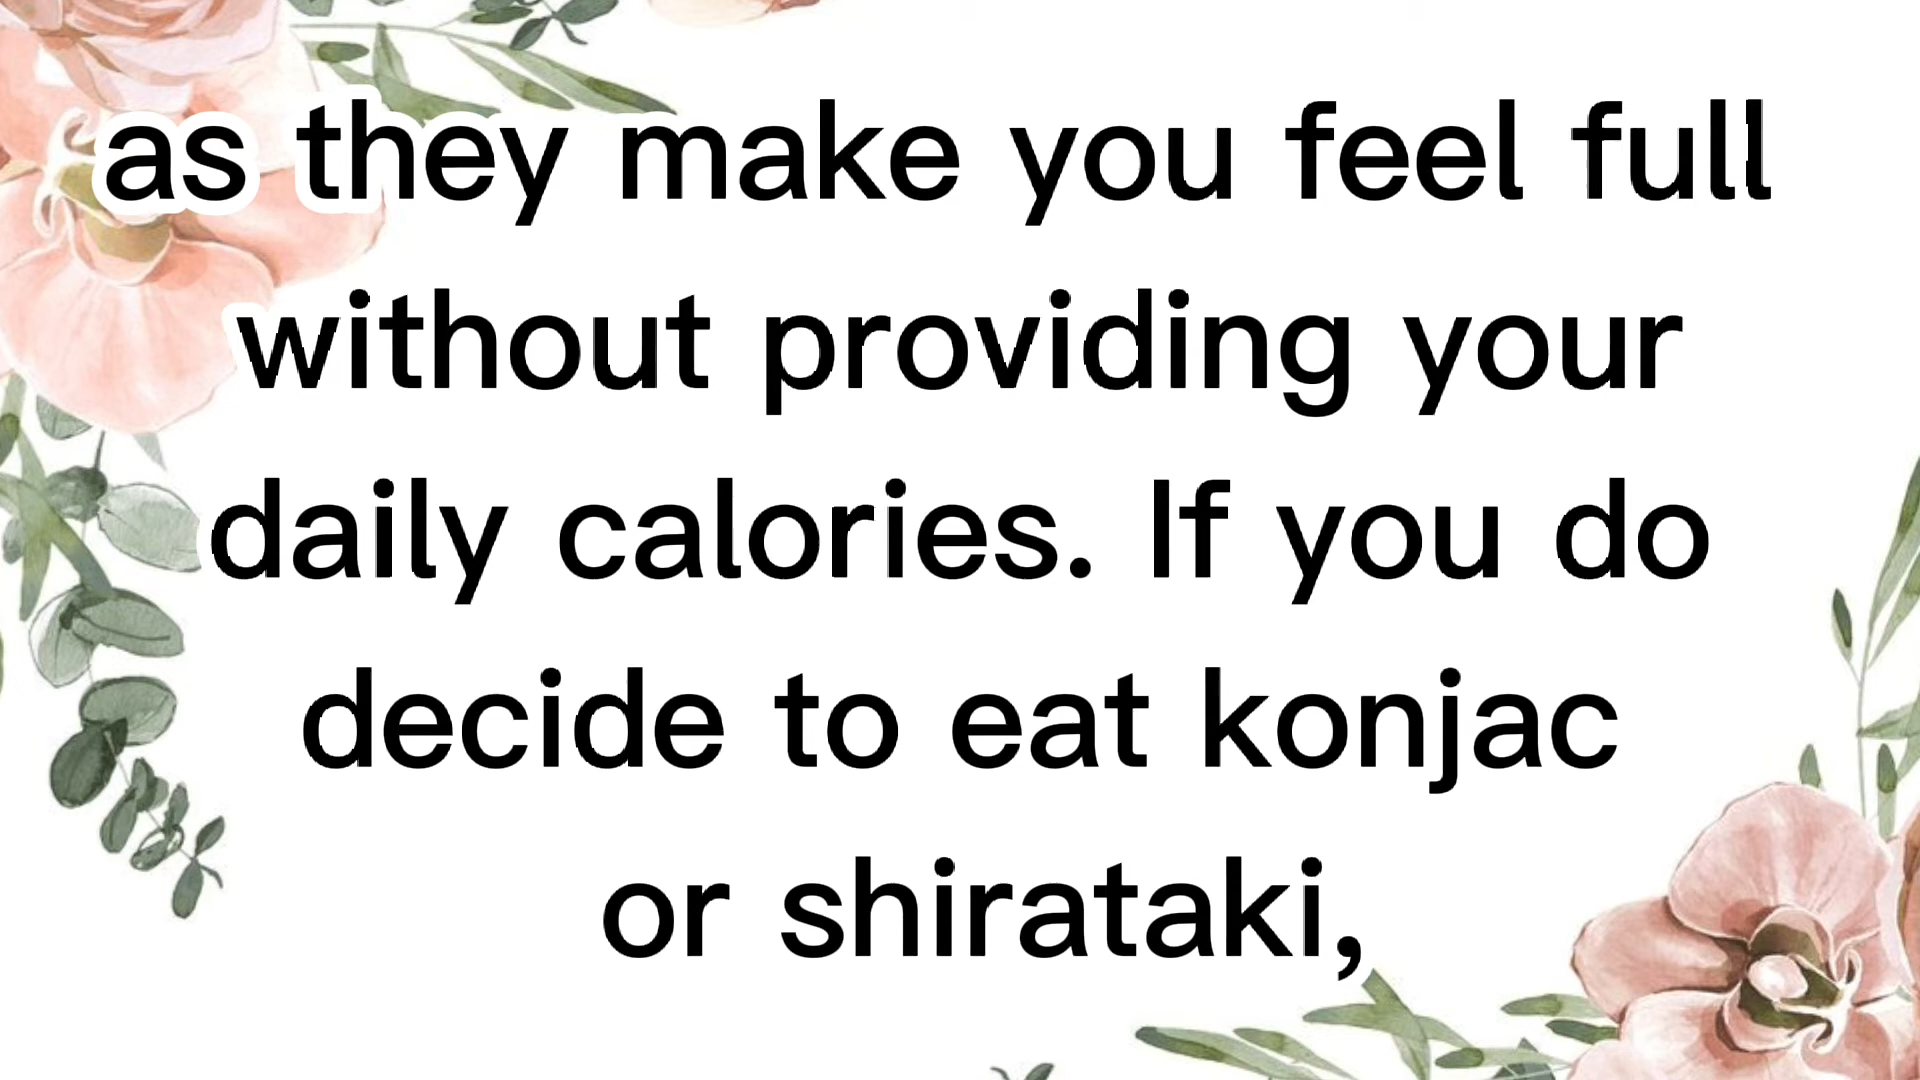 as they make you feel full
without providing your
daily calories. If you do
decide to eat konjac
or shirataki,